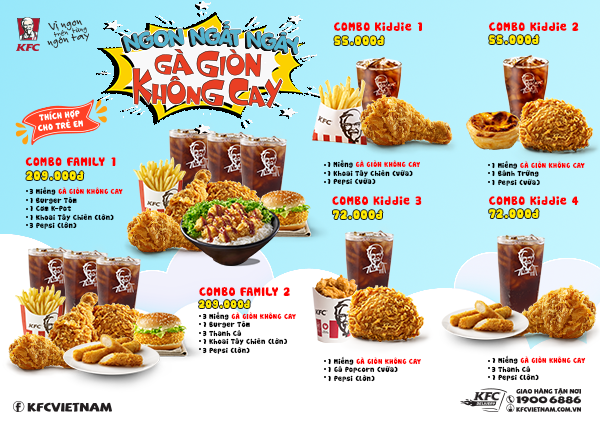 KFC
Vị ngon
trên từng
ngón tay
NGON NGẤT NGÂY
GÀ GIÒN
KHÔNG CAY
THÍCH HỢP
CHO TRẺ EM
COMBO FAMILY 1
209.000đ
• 3 Miếng GÀ GIÒN KHÔNG CAY
• 1 Burger Tôm
• 1 Cơm K-Pot
• 1 Khoai Tây Chiên (Lớn)
• 3 Pepsi (Lớn)
COMBO Kiddie 1
55.000đ
• 1 Miếng GÀ GIÒN KHÔNG CAY
• 1 Khoai Tây Chiên (Vừa)
• 1 Pepsi (Vừa)
COMBO Kiddie 2
55.000đ
• 1 Miếng GÀ GIÒN KHÔNG CAY
• 1 Bánh Trứng
• 1 Pepsi (Vừa)
COMBO FAMILY 2
209.000đ
• 3 Miếng GÀ GIÒN KHÔNG CAY
• 1 Burger Tôm
• 3 Thanh Cá
• 1 Khoai Tây Chiên (Lớn)
• 3 Pepsi (Lớn)
COMBO Kiddie 3
72.000đ
• 1 Miếng GÀ GIÒN KHÔNG CAY
• 1 Gà Popcorn (Vừa)
• 1 Pepsi (Lớn)
COMBO Kiddie 4
72.000đ
• 1 Miếng GÀ GIÒN KHÔNG CAY
• 3 Thanh Cá
• 1 Pepsi (Lớn)
KFCVIETNAM
KFC
DELIVERY
GIAO HÀNG TẬN NƠI
1900 6886
KFCVIETNAM.COM.VN